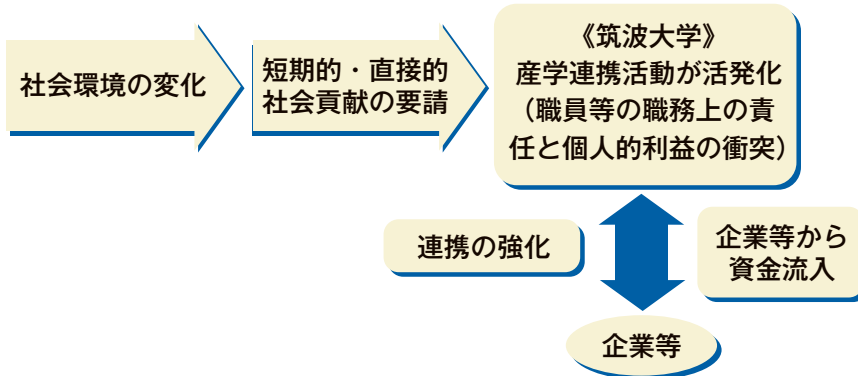 社会環境の変化
短期的・直接的
社会貢献の要請
《筑波大学》
産学連携活動が活発化
（職員等の職務上の責
任と個人的利益の衝突）
連携の強化
企業等から
資金流入
企業等